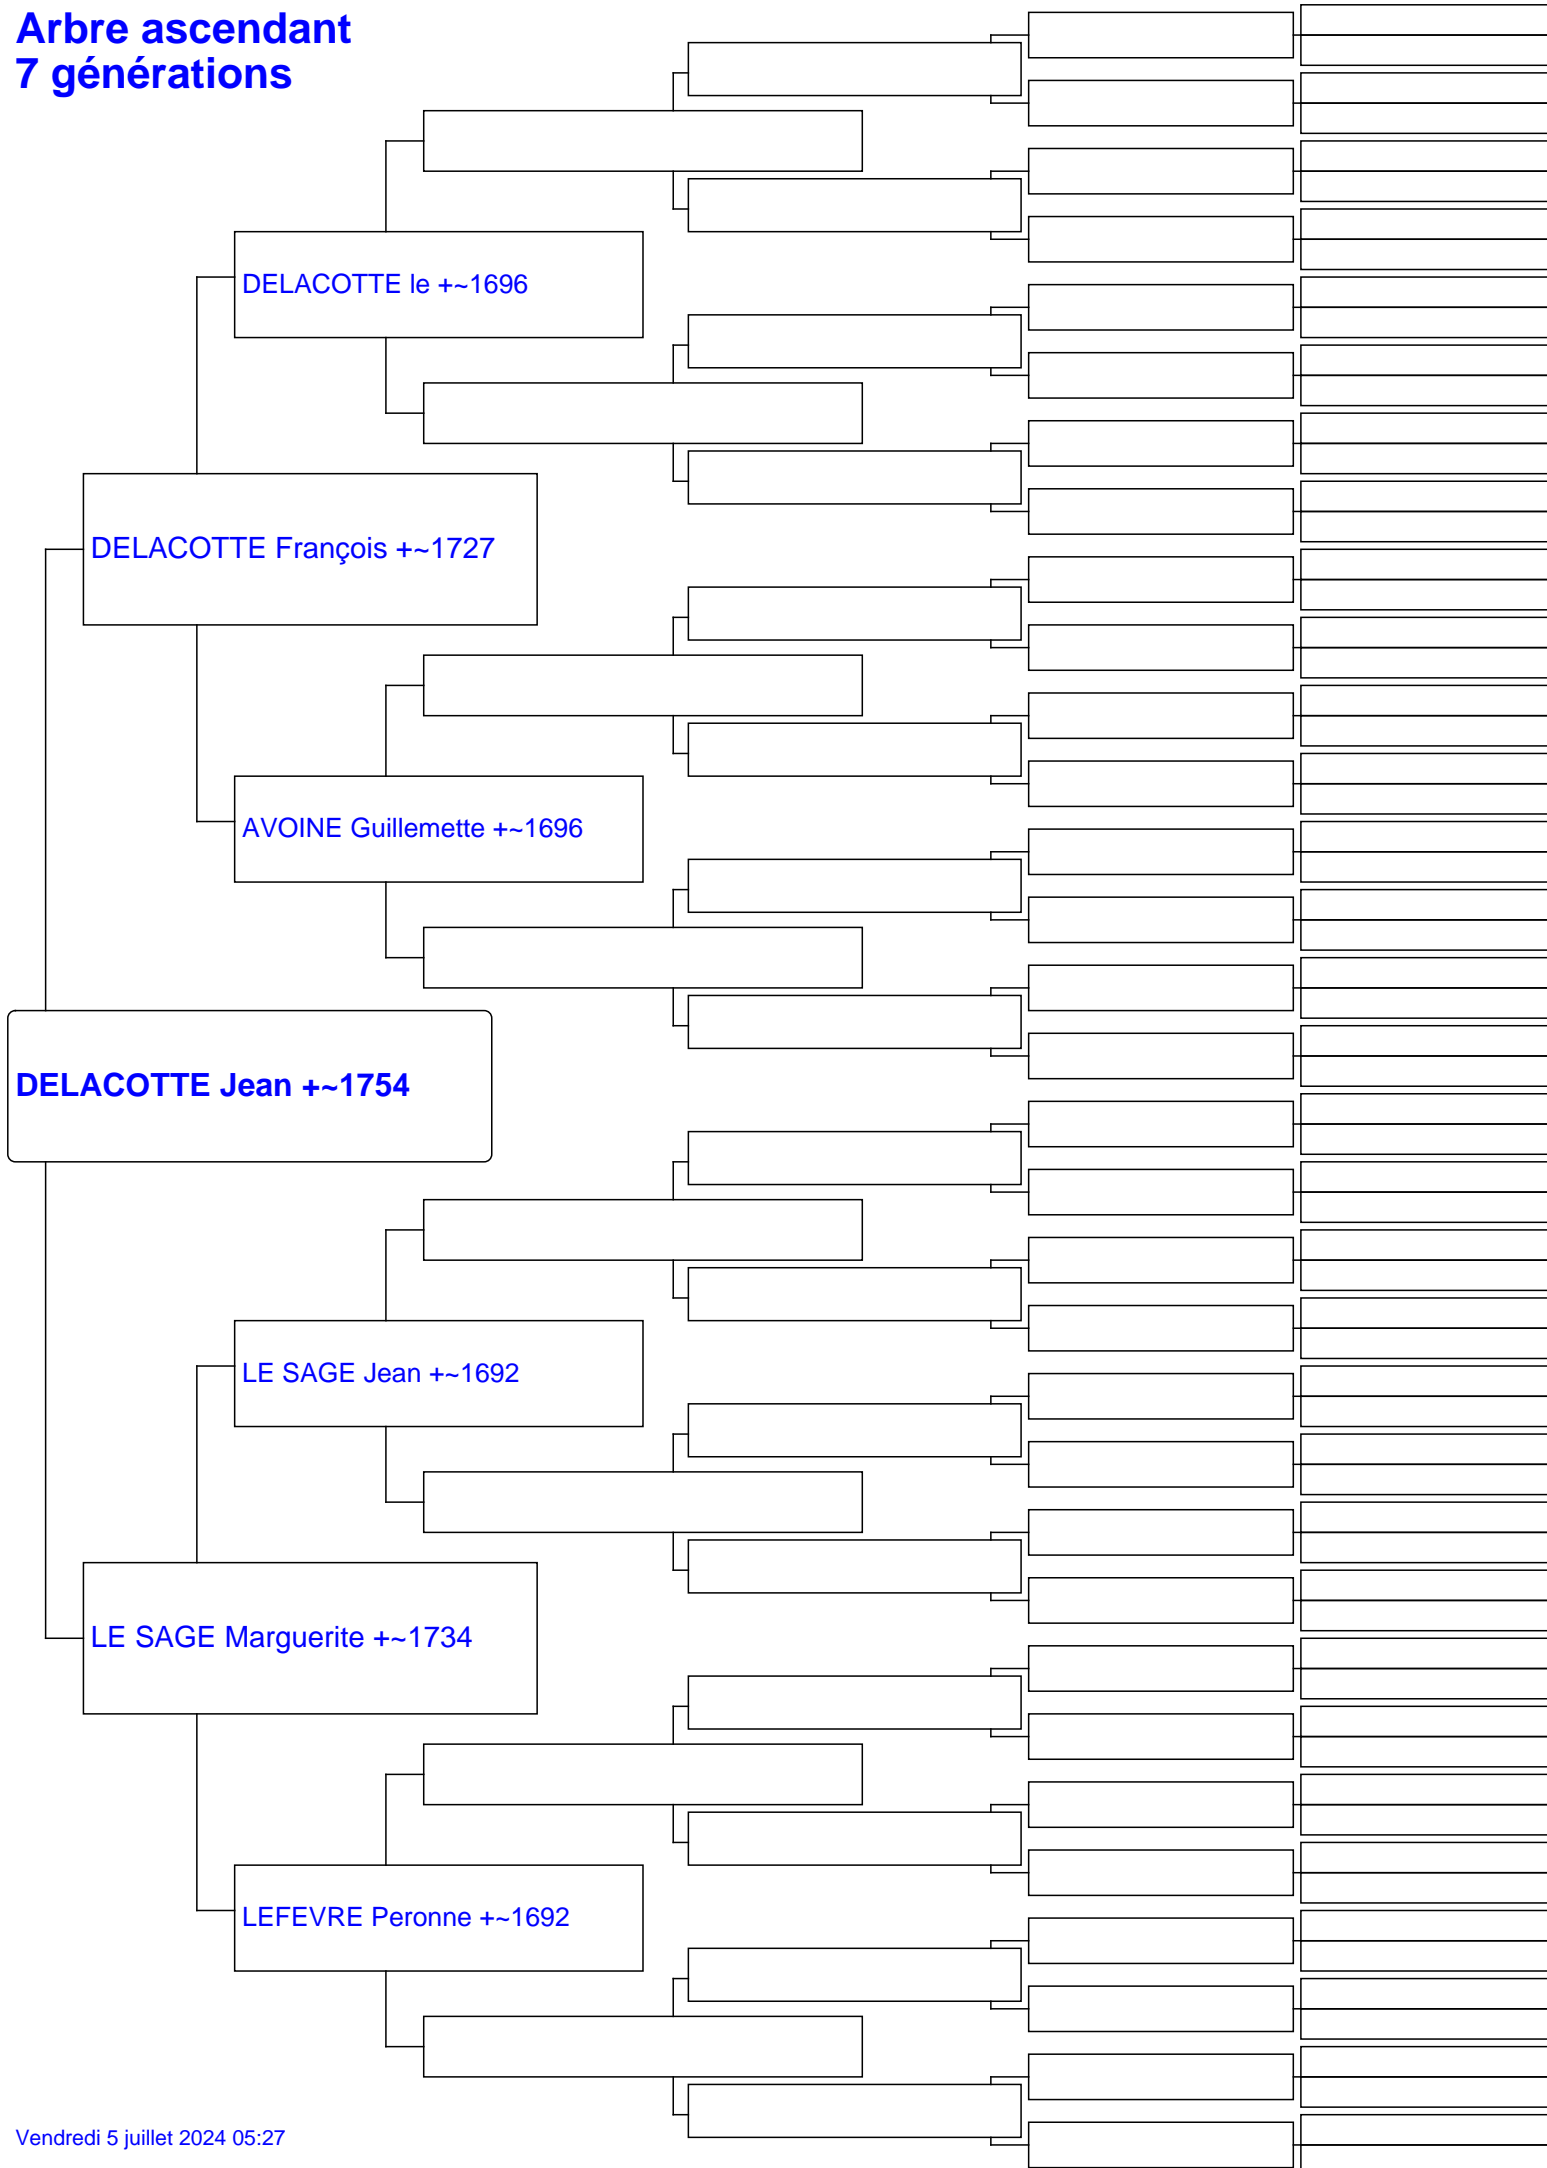 Arbre ascendant
7 générations
DELACOTTE le +~1696
DELACOTTE François +~1727
AVOINE Guillemette +~1696
DELACOTTE Jean +~1754
LE SAGE Jean +~1692
LE SAGE Marguerite +~1734
LEFEVRE Peronne +~1692
Vendredi 5 juillet 2024 05:27